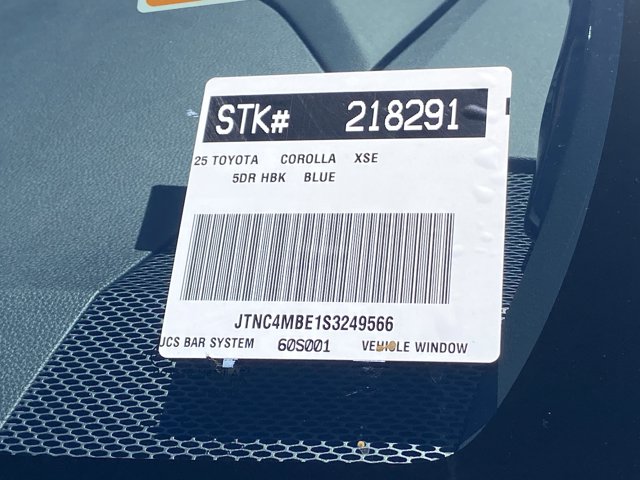 STK# 218291
25 TOYOTA COROLLA XSE
5DR HBK BLUE
JTNC4MBE1S3249566
UCS BAR SYSTEM 60S001 VEHICLE WINDOW